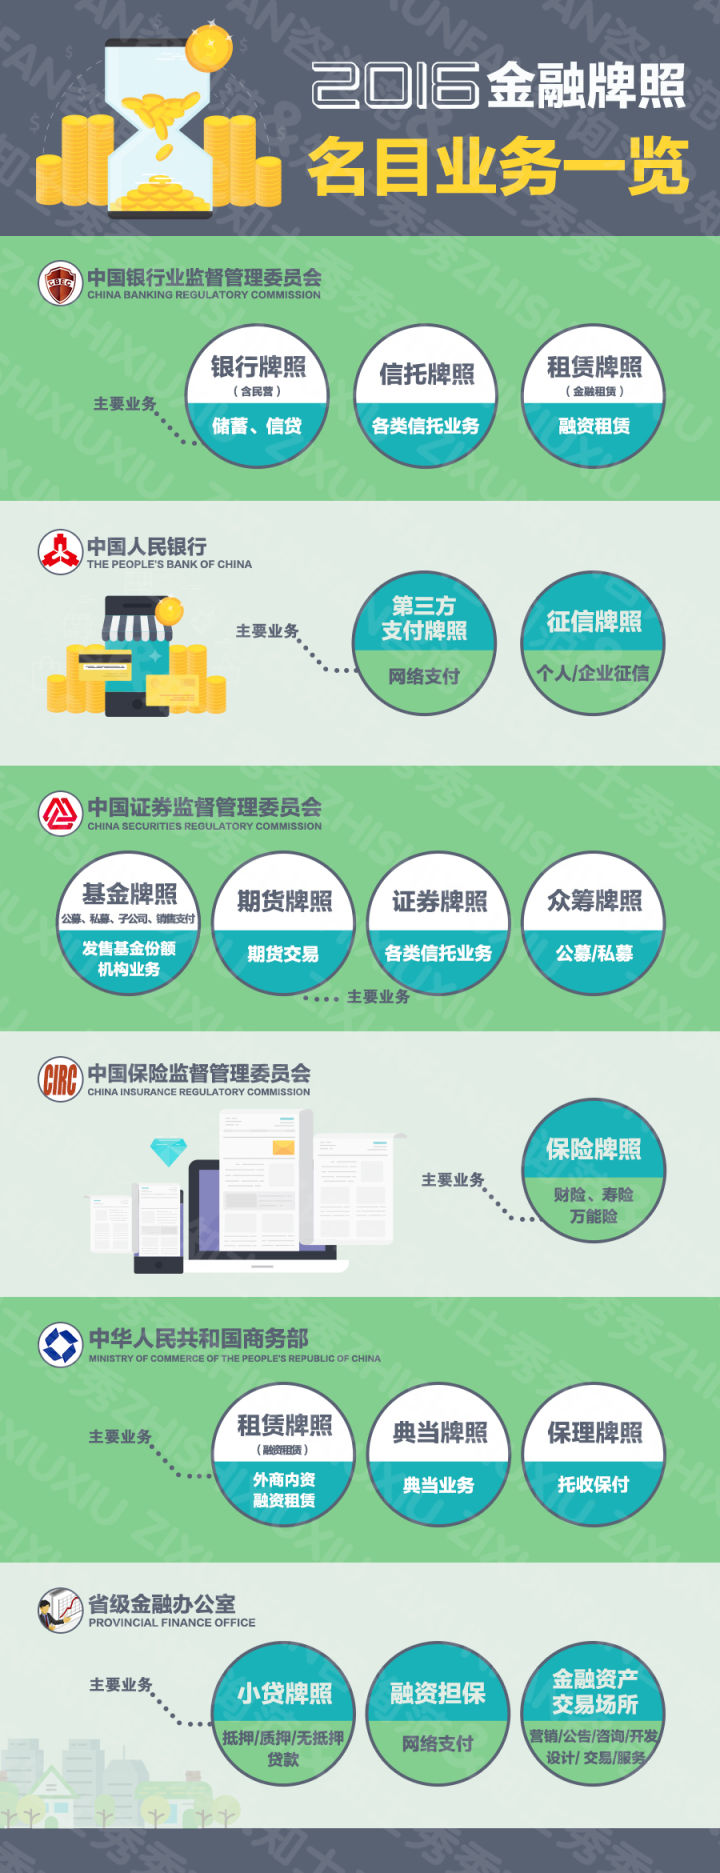 2016金融牌照
名目业务一览
CBRC
中国银行业监督管理委员会
CHINA BANKING REGULATORY COMMISSION
主要业务
银行牌照
（含民营）
储蓄、信贷
信托牌照
各类信托业务
租赁牌照
（金融租赁）
融资租赁
中国人民银行
THE PEOPLE'S BANK OF CHINA
主要业务
第三方
支付牌照
网络支付
征信牌照
个人/企业征信
中国证券监督管理委员会
CHINA SECURITIES REGULATORY COMMISSION
基金牌照
公募、私募、子公司、销售支付
发售基金份额
机构业务
期货牌照
期货交易
证券牌照
各类信托业务
众筹牌照
公募/私募
主要业务
CIRC
中国保险监督管理委员会
CHINA INSURANCE REGULATORY COMMISSION
主要业务
保险牌照
财险、寿险
万能险
中华人民共和国商务部
MINISTRY OF COMMERCE OF THE PEOPLE'S REPUBLIC OF CHINA
主要业务
租赁牌照
（融资租赁）
外商内资
融资租赁
典当牌照
典当业务
保理牌照
托收保付
省级金融办公室
PROVINCIAL FINANCE OFFICE
主要业务
小贷牌照
抵押/质押/无抵押
贷款
融资担保
网络支付
金融资产
交易场所
营销/公告/咨询/开发
设计/ 交易/服务